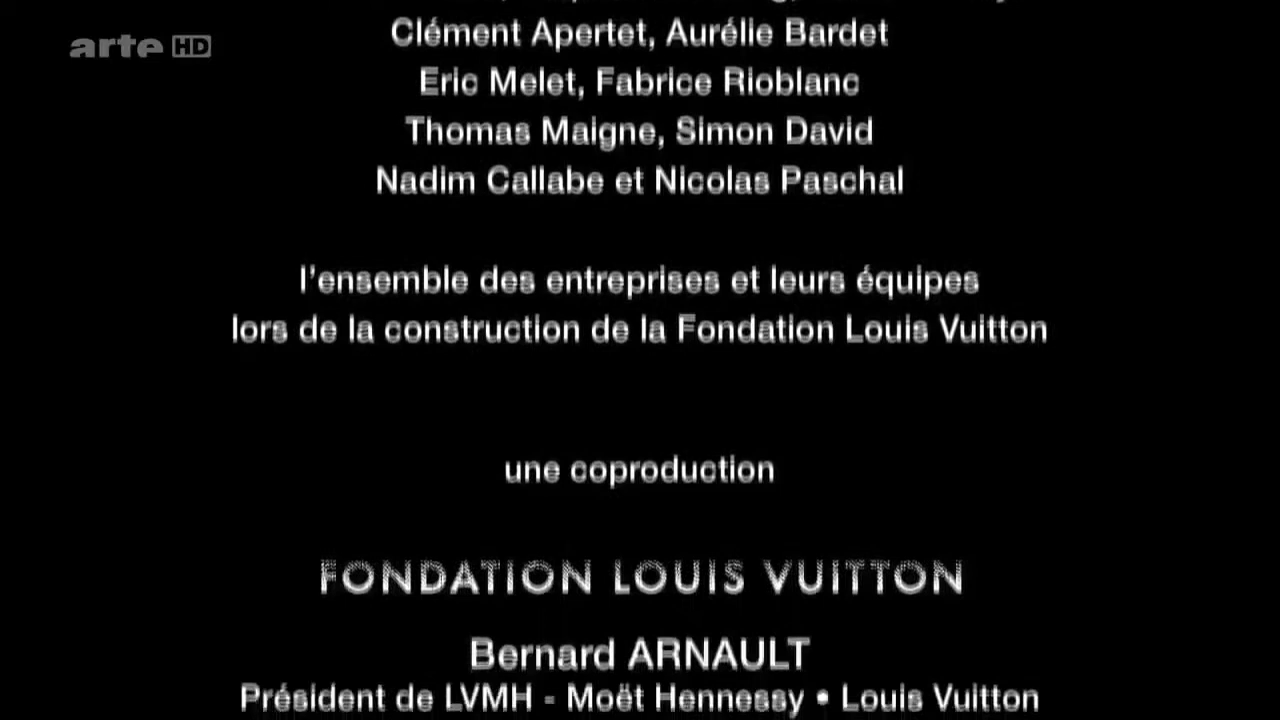 arte HD
Clément Apertet, Aurélie Bardet
Eric Melet, Fabrice Rioblanc
Thomas Maigne, Simon David
Nadim Callabe et Nicolas Paschal
l'ensemble des entreprises et leurs équipes
lors de la construction de la Fondation Louis Vuitton
une coproduction
FONDATION LOUIS VUITTON
Bernard ARNAULT
Président de LVMH - Moët Hennessy • Louis Vuitton